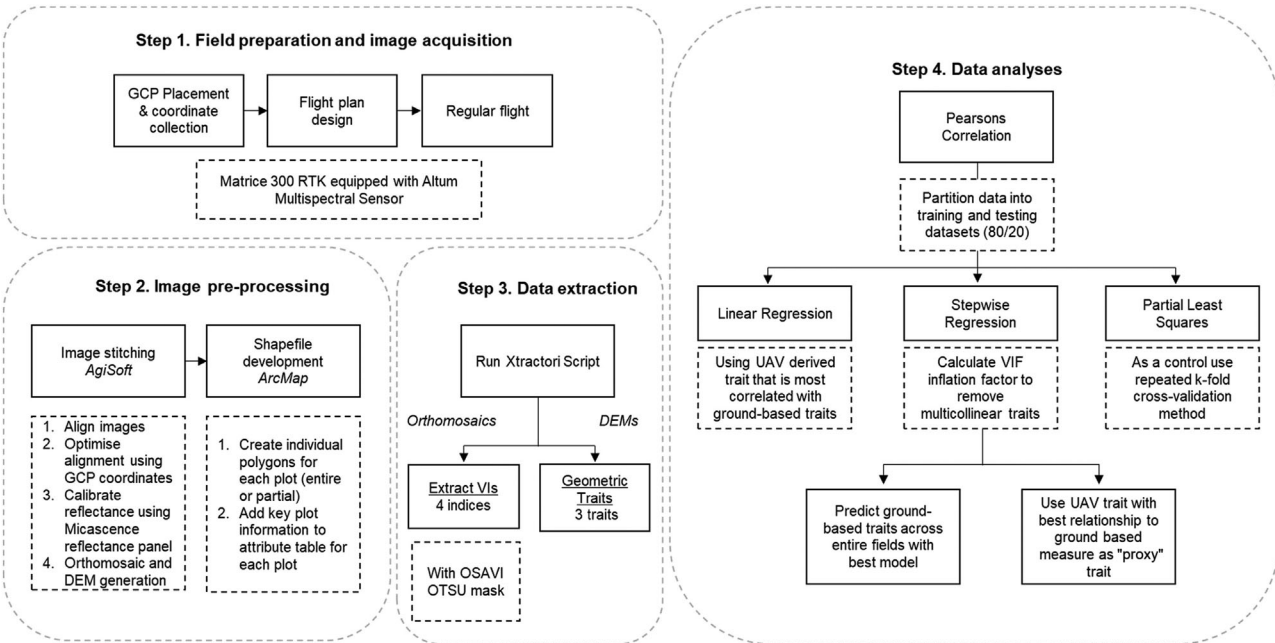 Step 1. Field preparation and image acquisition
GCP Placement
& coordinate
collection
Flight plan
design
Regular flight
Matrice 300 RTK equipped with Altum
Multispectral Sensor
Step 2. Image pre-processing
Image stitching
AgiSoft
Shapefile
development
ArcMap
1. Align images
2. Optimise
alignment using
GCP coordinates
3. Calibrate
reflectance using
Micascence
reflectance panel
4. Orthomosaic and
DEM generation
1. Create individual
polygons for
each plot (entire
or partial)
2. Add key plot
information to
attribute table for
each plot
Step 3. Data extraction
Run Xtractori Script
Orthomosaics
DEMs
Extract VIs
4 indices
Geometric
Traits
3 traits
With OSAVI
OTSU mask
Step 4. Data analyses
Pearsons
Correlation
Partition data into
training and testing
datasets (80/20)
Linear Regression
Stepwise
Regression
Partial Least
Squares
Using UAV derived
trait that is most
correlated with
ground-based traits
Calculate VIF
inflation factor to
remove
multicollinear traits
As a control use
repeated k-fold
cross-validation
method
Predict ground-
based traits across
entire fields with
best model
Use UAV trait with
best relationship to
ground based
measure as "proxy"
trait